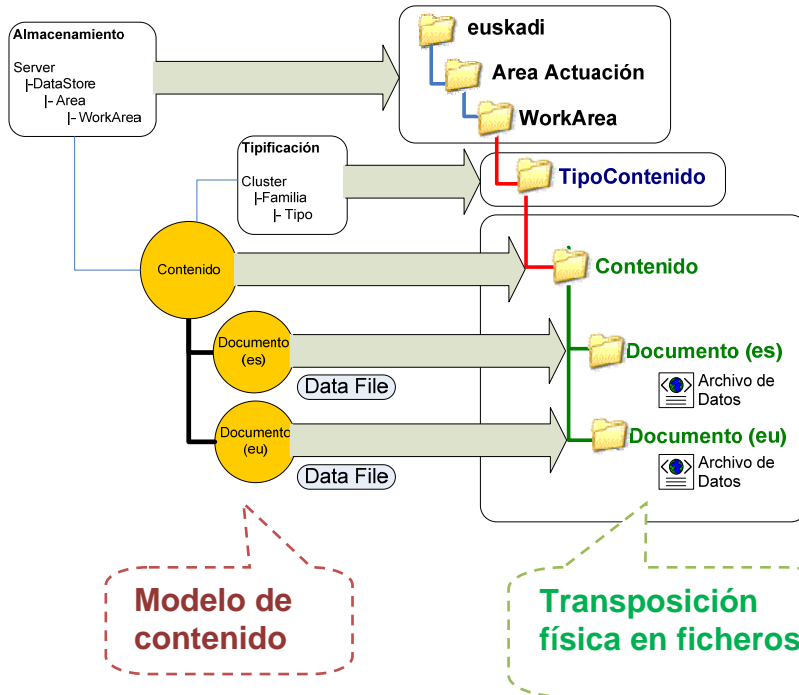 Almacenamiento
Server
|-DataStore
|- Area
|- WorkArea
euskadi
Area Actuación
WorkArea
Tipificación
Cluster
|-Familia
|- Tipo
TipoContenido
Contenido
Contenido
Documento
(es)
Data File
Documento (es)
Archivo de
Datos
Documento
(eu)
Data File
Documento (eu)
Archivo de
Datos
Modelo de
contenido
Transposición
física en ficheros